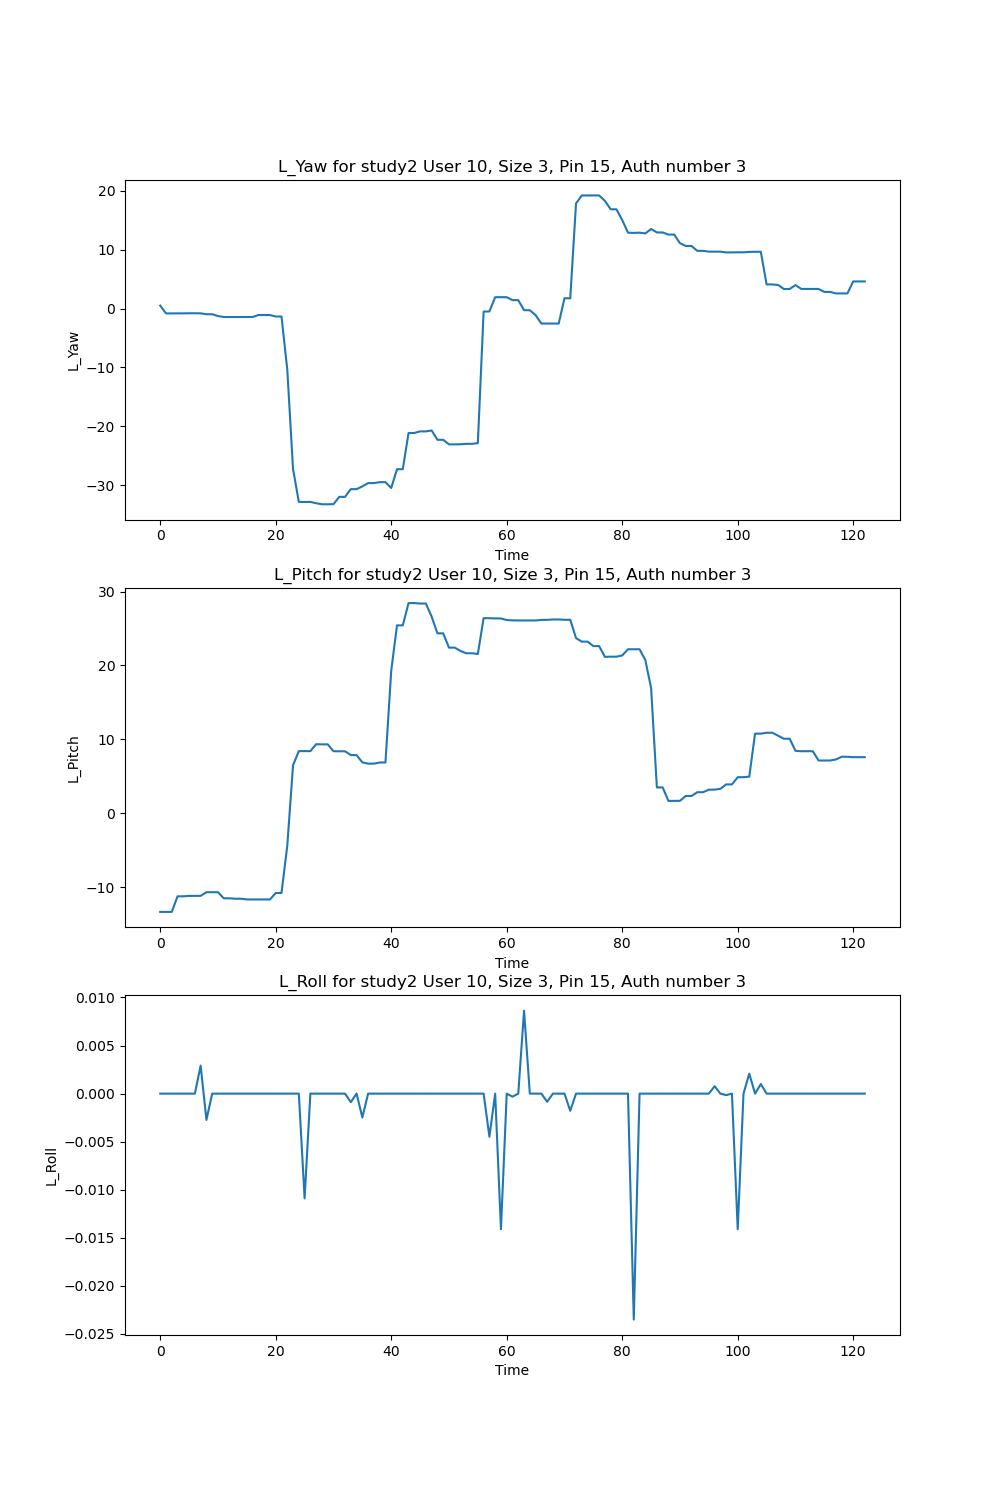 L_Yaw for study2 User 10, Size 3, Pin 15, Auth number 3
20
10
0
−10
−20
−30
L_Yaw
0 20 40 60 80 100 120
Time
L_Pitch for study2 User 10, Size 3, Pin 15, Auth number 3
30
20
10
0
−10
L_Pitch
0 20 40 60 80 100 120
Time
L_Roll for study2 User 10, Size 3, Pin 15, Auth number 3
0.010
0.005
0.000
−0.005
−0.010
−0.015
−0.020
−0.025
L_Roll
0 20 40 60 80 100 120
Time